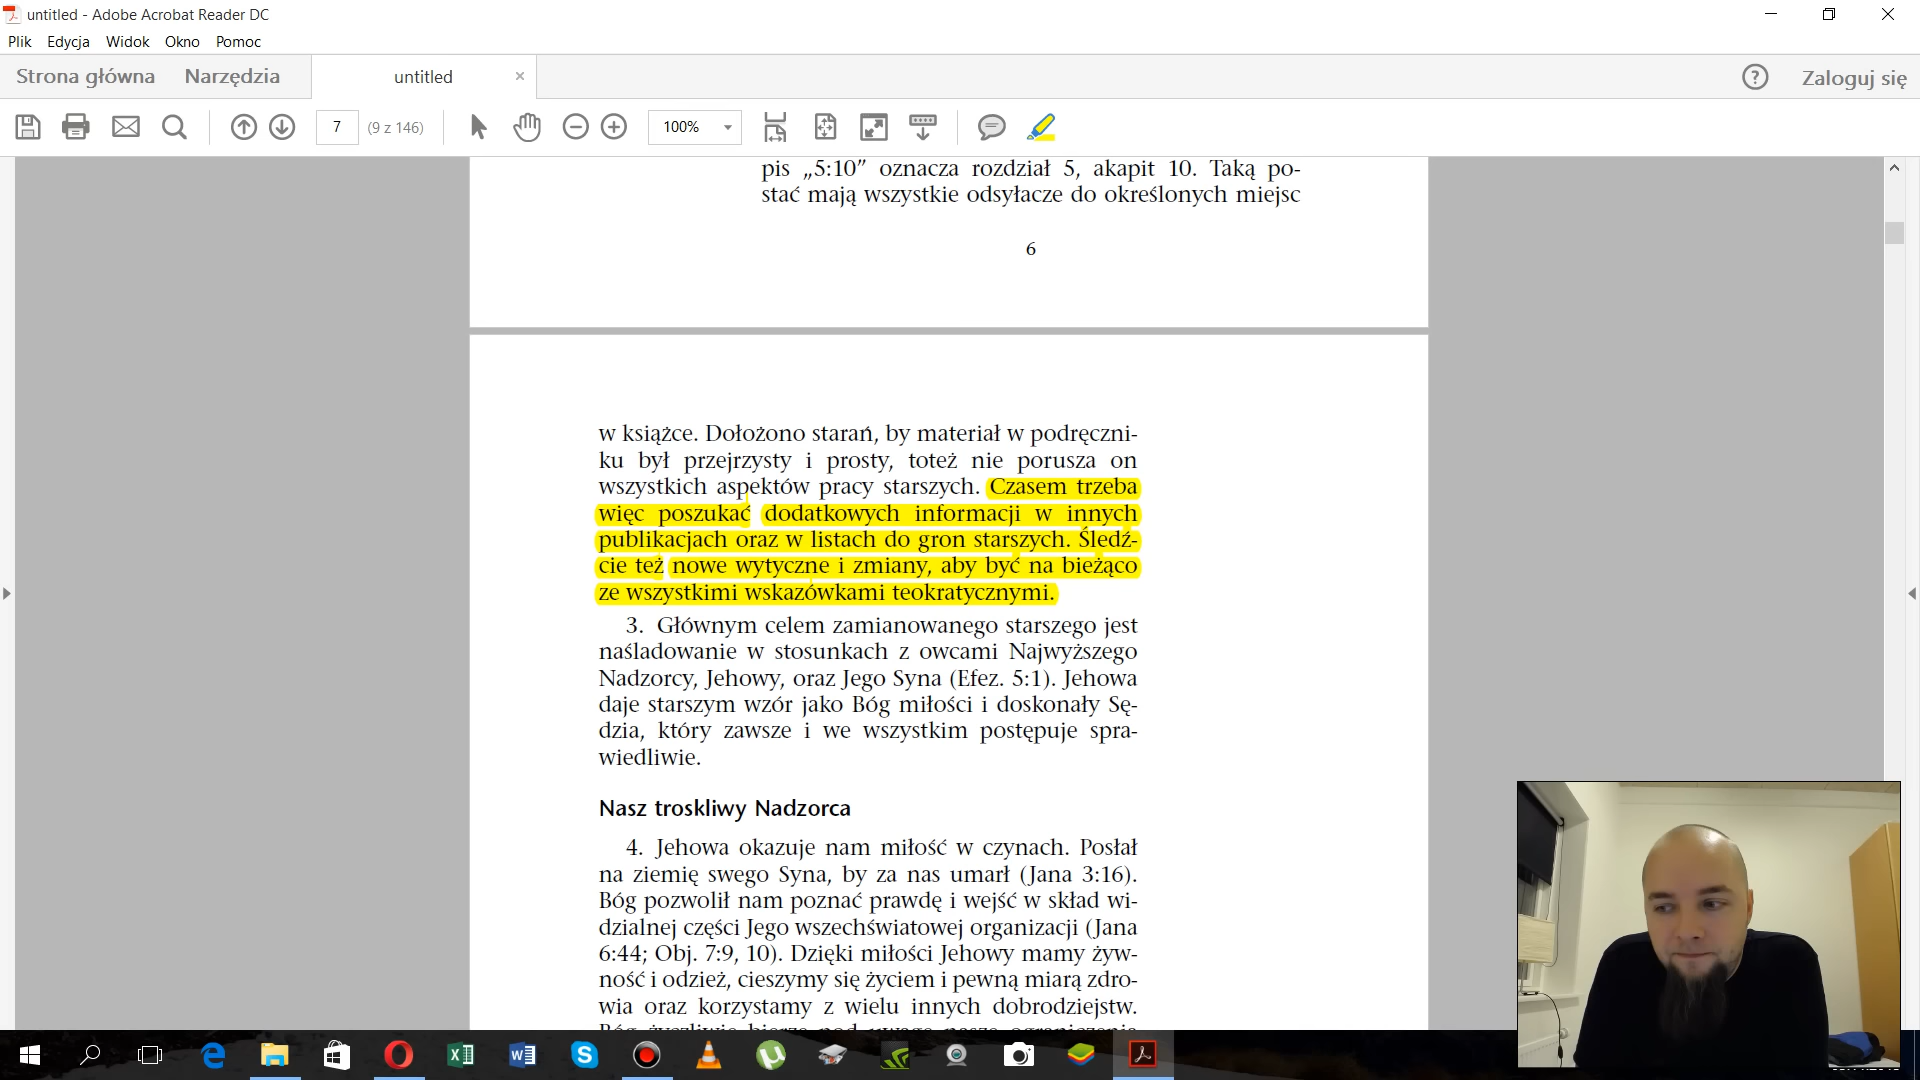 untitled - Adobe Acrobat Reader DC
Plik Edycja Widok Okno Pomoc
Strona główna Narzędzia untitled Zaloguj się
7 (9 z 146) 100%
pis „5:10” oznacza rozdział 5, akapit 10. Taką po-
stać mają wszystkie odsyłacze do określonych miejsc
6
w książce. Dołożono starań, by materiał w podręczni-
ku był przejrzysty i prosty, toteż nie porusza on
wszystkich aspektów pracy starszych. Czasem trzeba
więc poszukać dodatkowych informacji w innych
publikacjach oraz w listach do gron starszych. Śledź-
cie też nowe wytyczne i zmiany, aby być na bieżąco
ze wszystkimi wskazówkami teokratycznymi.
3. Głównym celem zamianowanego starszego jest
naśladowanie w stosunkach z owcami Najwyższego
Nadzorcy, Jehowy, oraz Jego Syna (Efez. 5:1). Jehowa
daje starszym wzór jako Bóg miłości i doskonały Sę-
dzia, który zawsze i we wszystkim postępuje spra-
wiedliwie.
Nasz troskliwy Nadzorca
4. Jehowa okazuje nam miłość w czynach. Posłał
na ziemię swego Syna, by za nas umarł (Jana 3:16).
Bóg pozwolił nam poznać prawdę i wejść w skład wi-
dzialnej części Jego wszechświatowej organizacji (Jana
6:44; Obj. 7:9, 10). Dzięki miłości Jehowy mamy żyw-
ność i odzież, cieszymy się życiem i pewną miarą zdro-
wia oraz korzystamy z wielu innych dobrodziejstw.
Bóg życzliwie bierze pod uwagę nasze ograniczenia